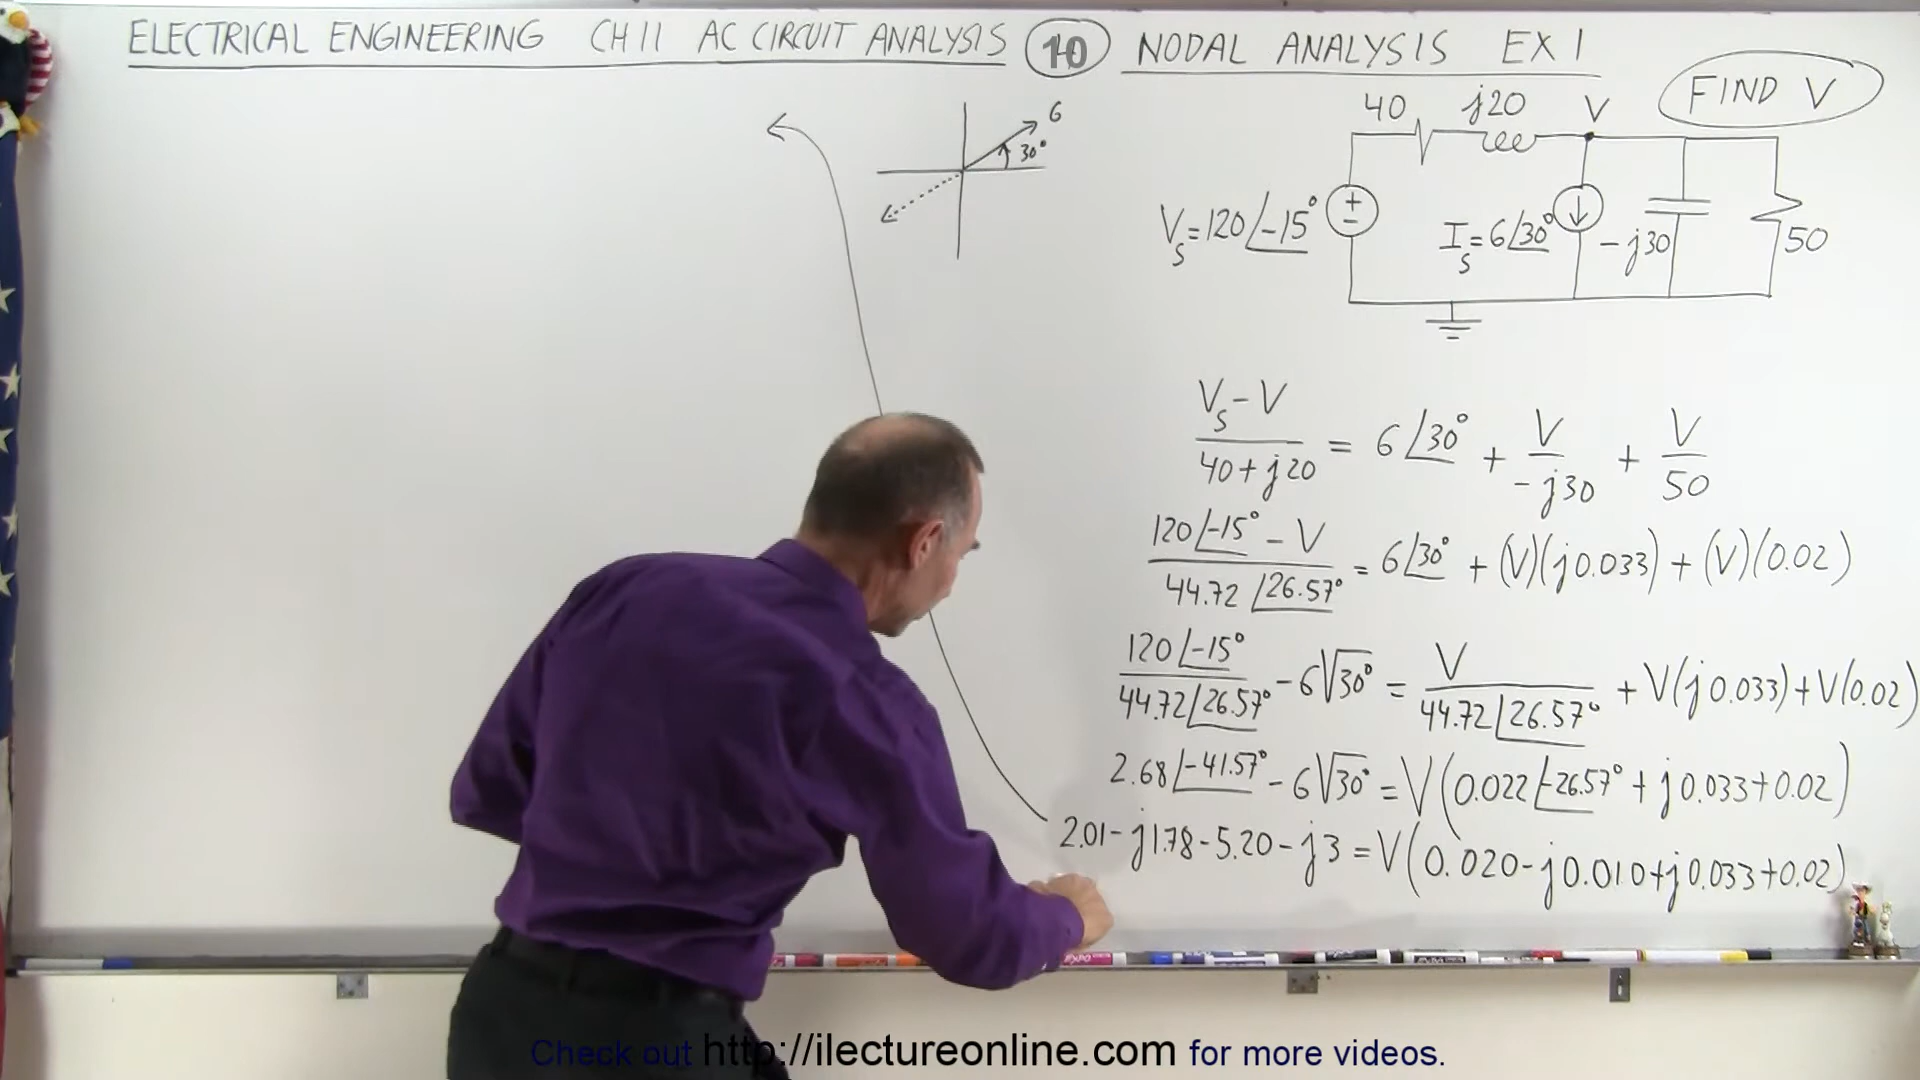 ELECTRICAL ENGINEERING CH 11 AC CIRCUIT ANALYSIS 10 NODAL ANALYSIS EX 1
FIND V
6
30°
40 j20 V
Vs=120∠-15°
+
-
Is=6∠30°
-j30
50
(Vs-V)/(40+j20) = 6∠30° + V/(-j30) + V/50
(120∠-15° - V)/(44.72∠26.57°) = 6∠30° + (V)(j0.033) + (V)(0.02)
(120∠-15°)/(44.72∠26.57°) - 6√30° = V/(44.72∠26.57°) + V(j0.033)+V(0.02)
2.68∠-41.57° - 6√30° = V(0.022∠-26.57° + j0.033+0.02)
2.01-j1.78-5.20-j3 = V(0.020-j0.010+j0.033+0.02)
Check out http://ilectureonline.com for more videos.